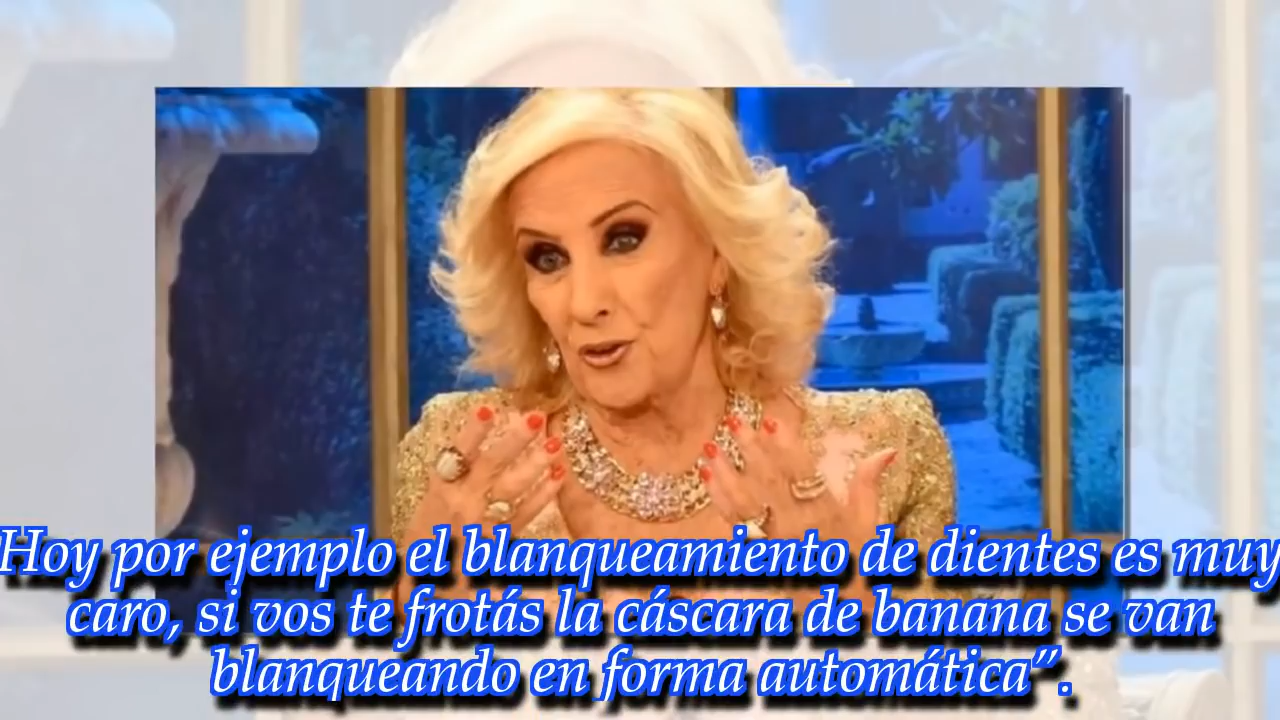 Hoy por ejemplo el blanqueamiento de dientes es muy
caro, si vos te frotás la cáscara de banana se van
blanqueando en forma automática”.